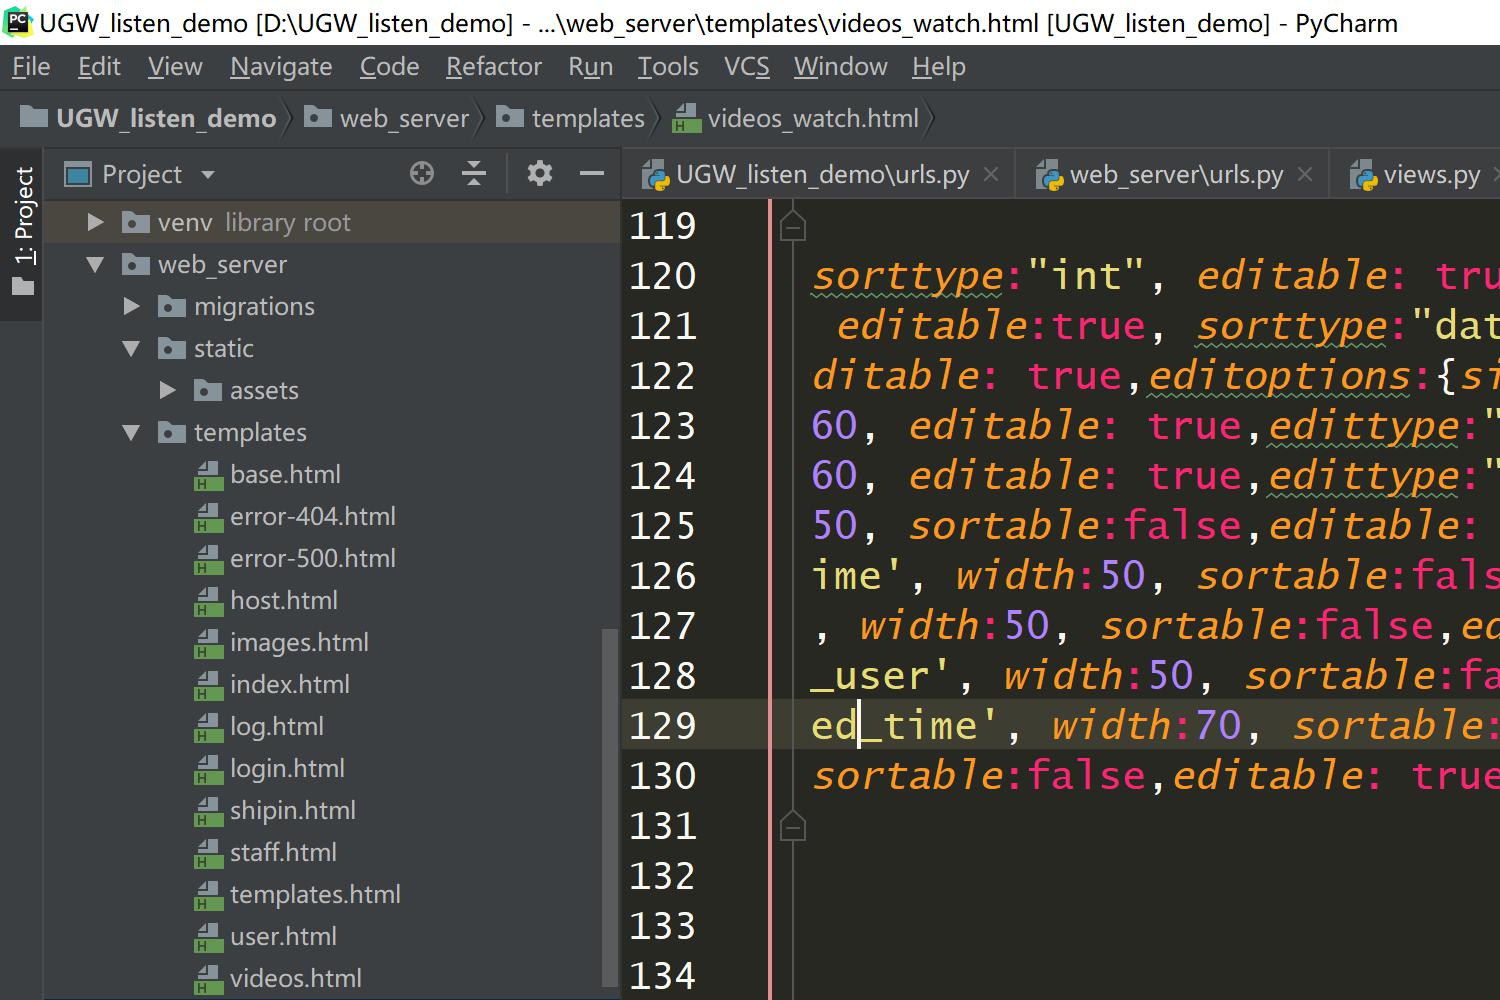 UGW_listen_demo [D:\UGW_listen_demo] - ...\web_server\templates\videos_watch.html [UGW_listen_demo] - PyCharm
File Edit View Navigate Code Refactor Run Tools VCS Window Help
UGW_listen_demo web_server templates videos_watch.html
1: Project
Project
venv library root
web_server
migrations
static
assets
templates
base.html
error-404.html
error-500.html
host.html
images.html
index.html
log.html
login.html
shipin.html
staff.html
templates.html
user.html
videos.html
UGW_listen_demo\urls.py web_server\urls.py views.py
119
120 sorttype:"int", editable: tru
121 editable:true, sorttype:"dat
122 ditable: true,editoptions:{si
123 60, editable: true,edittype:"
124 60, editable: true,edittype:"
125 50, sortable:false,editable:
126 ime', width:50, sortable:fals
127 , width:50, sortable:false,ed
128 _user', width:50, sortable:fa
129 ed_time', width:70, sortable:
130 sortable:false,editable: true
131
132
133
134